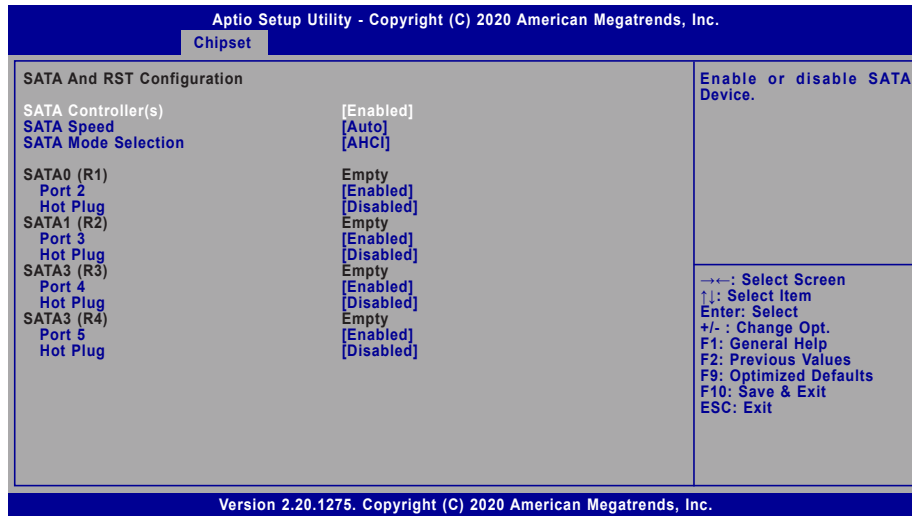 Aptio Setup Utility - Copyright (C) 2020 American Megatrends, Inc.
Chipset
SATA And RST Configuration
SATA Controller(s) [Enabled]
SATA Speed [Auto]
SATA Mode Selection [AHCI]
SATA0 (R1) Empty
Port 2 [Enabled]
Hot Plug [Disabled]
SATA1 (R2) Empty
Port 3 [Enabled]
Hot Plug [Disabled]
SATA3 (R3) Empty
Port 4 [Enabled]
Hot Plug [Disabled]
SATA3 (R4) Empty
Port 5 [Enabled]
Hot Plug [Disabled]
Enable or disable SATA
Device.
→←: Select Screen
↑↓: Select Item
Enter: Select
+/- : Change Opt.
F1: General Help
F2: Previous Values
F9: Optimized Defaults
F10: Save & Exit
ESC: Exit
Version 2.20.1275. Copyright (C) 2020 American Megatrends, Inc.